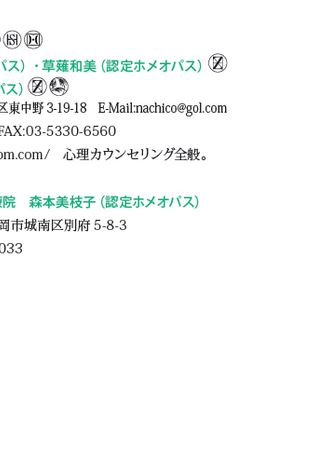 パス）・草薙和美（認定ホメオパス）
パス）
区東中野 3-19-18　E-Mail:nachico@gol.com
FAX:03-5330-6560
om.com/　心理カウンセリング全般。
院　森本美枝子（認定ホメオパス）
岡市城南区別府 5-8-3
033